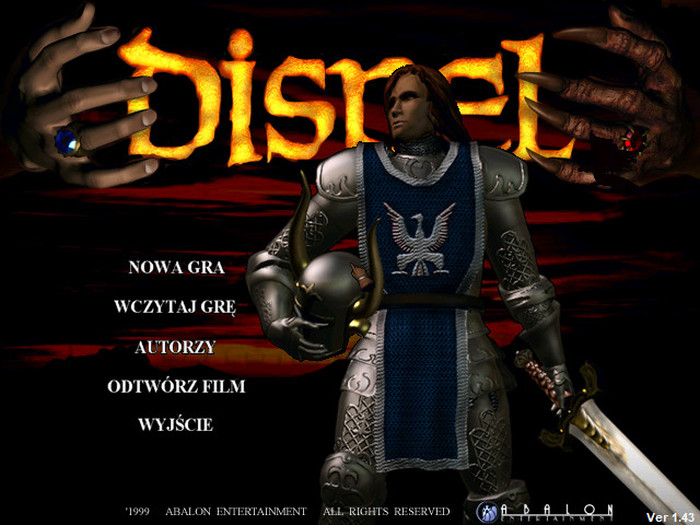 Dispel
NOWA GRA
WCZYTAJ GRĘ
AUTORZY
ODTWÓRZ FILM
WYJŚCIE
'1999 ABALON ENTERTAINMENT ALL RIGHTS RESERVED
ABALON
ENTERTAINMENT
Ver 1.43